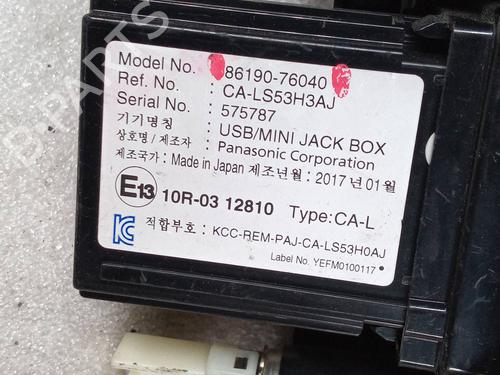 Model No. : 86190-76040
Ref. No. : CA-LS53H3AJ
Serial No. : 575787
기기명칭 : USB/MINI JACK BOX
상호명 / 제조자 : Panasonic Corporation
제조국가: Made in Japan 제조년월 : 2017 년 01 월
E13 10R-03 12810 Type:CA-L
적합부호 : KCC-REM-PAJ-CA-LS53H0AJ
Label No. YEFM0100117